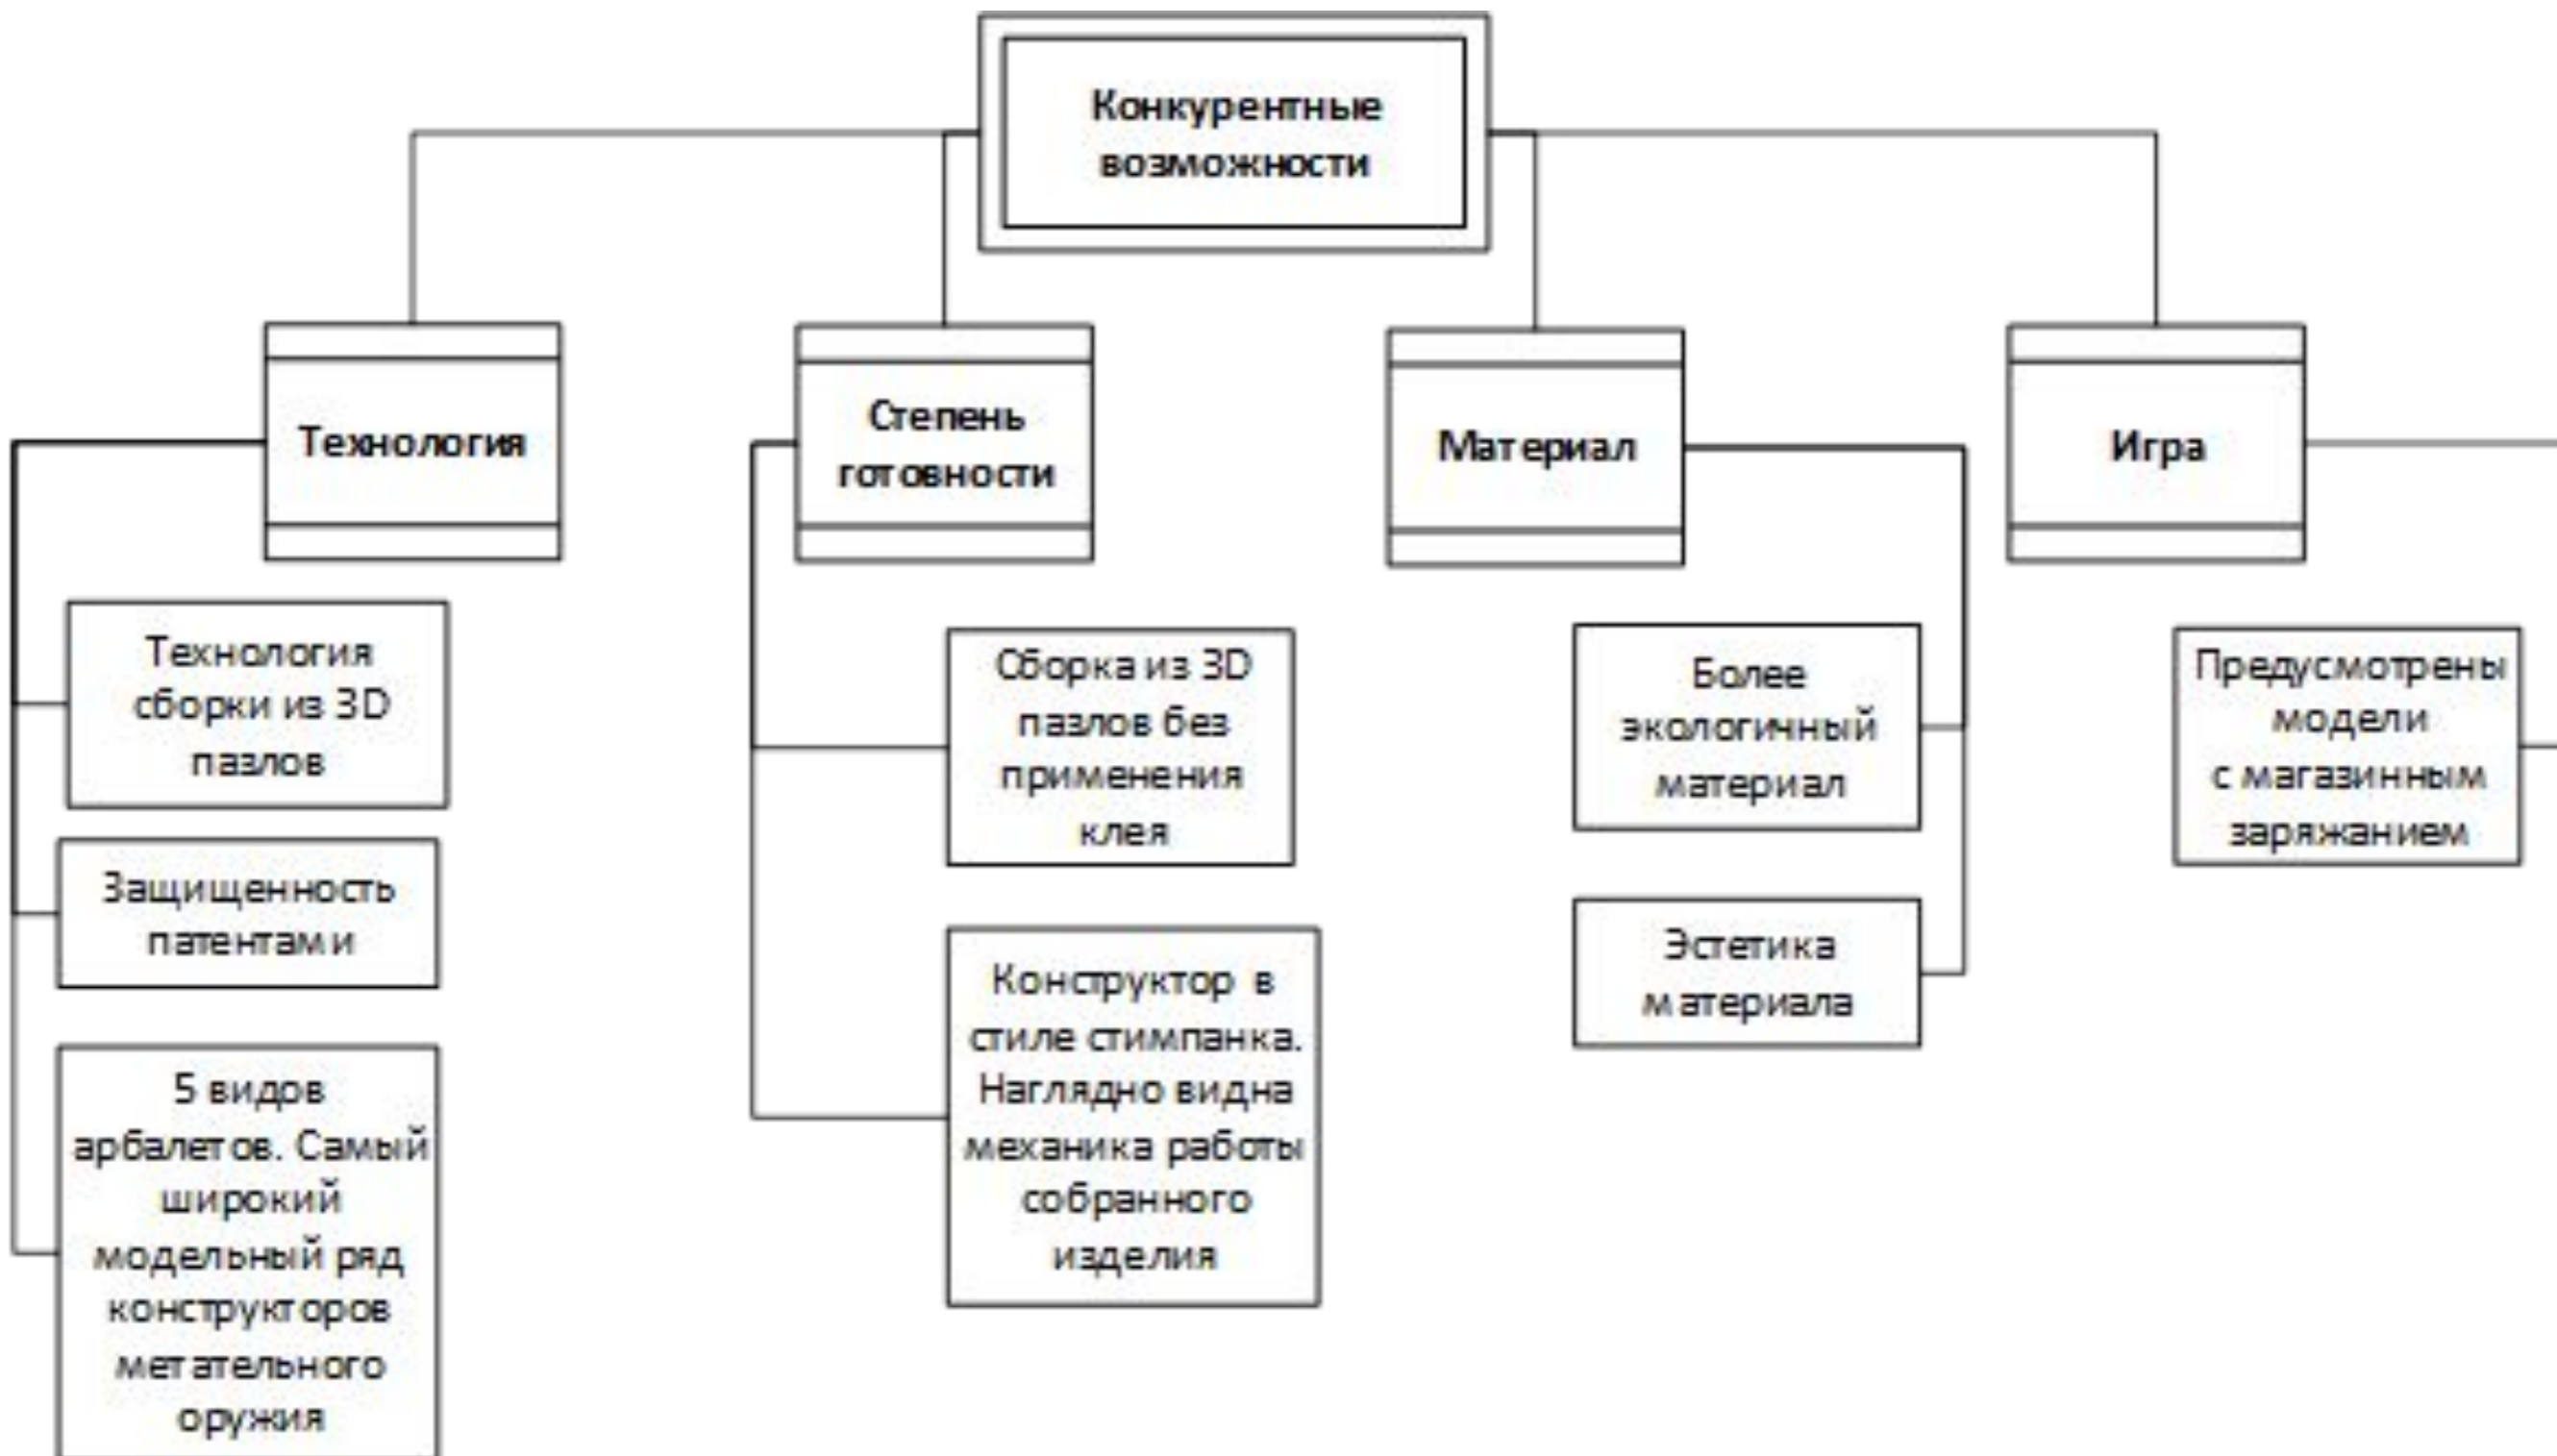 Конкурентные
возможности
Технология
Степень
готовности
Материал
Игра
Технология
сборки из 3D
пазлов
Защищенность
патентами
5 видов
арбалетов. Самый
широкий
модельный ряд
конструкторов
метательного
оружия
Сборка из 3D
пазлов без
применения
клея
Конструктор в
стиле стимпанка.
Наглядно видна
механика работы
собранного
изделия
Более
экологичный
материал
Эстетика
материала
Предусмотрены
модели
с магазинным
заряжанием